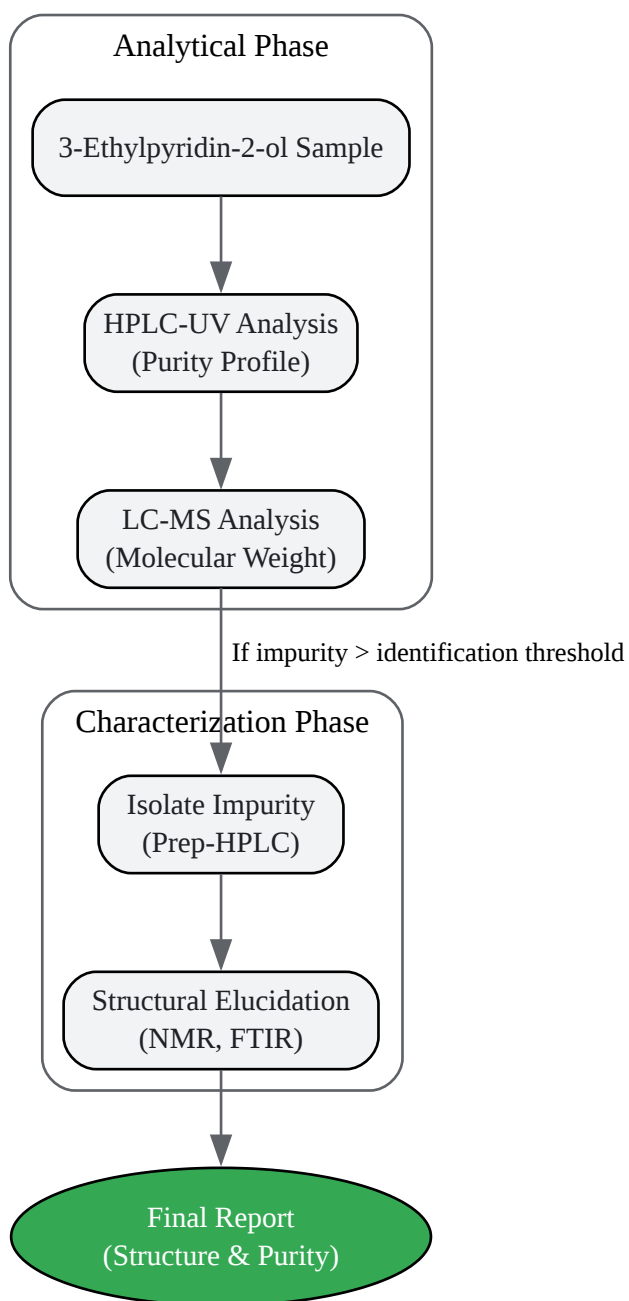 Analytical Phase
3-Ethylpyridin-2-ol Sample
HPLC-UV Analysis
(Purity Profile)
LC-MS Analysis
(Molecular Weight)
If impurity > identification threshold
Characterization Phase
Isolate Impurity
(Prep-HPLC)
Structural Elucidation
(NMR, FTIR)
Final Report
(Structure & Purity)